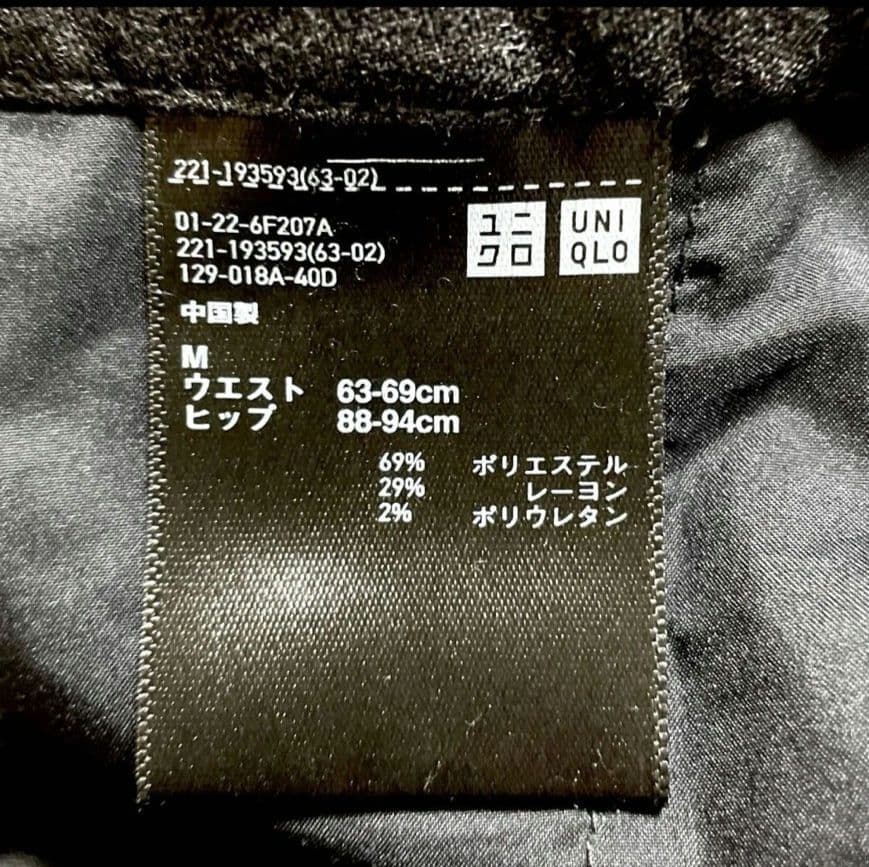 221-193593(63-02)
01-22-6F207A
221-193593(63-02)
129-018A-40D
ユニ
クロ
UNI
QLO
中国製
M
ウエスト 63-69cm
ヒップ 88-94cm
69% ポリエステル
29% レーヨン
2% ポリウレタン